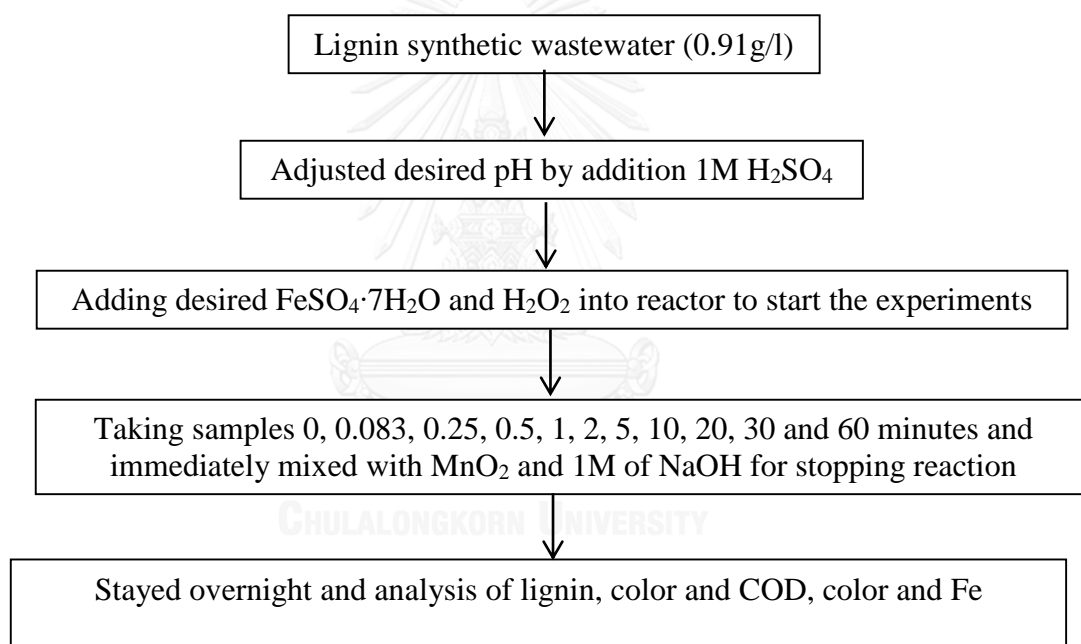 Lignin synthetic wastewater (0.91g/l)
Adjusted desired pH by addition 1M H₂SO₄
Adding desired FeSO₄·7H₂O and H₂O₂ into reactor to start the experiments
Taking samples 0, 0.083, 0.25, 0.5, 1, 2, 5, 10, 20, 30 and 60 minutes and
immediately mixed with MnO₂ and 1M of NaOH for stopping reaction
CHULALONGKORN UNIVERSITY
Stayed overnight and analysis of lignin, color and COD, color and Fe